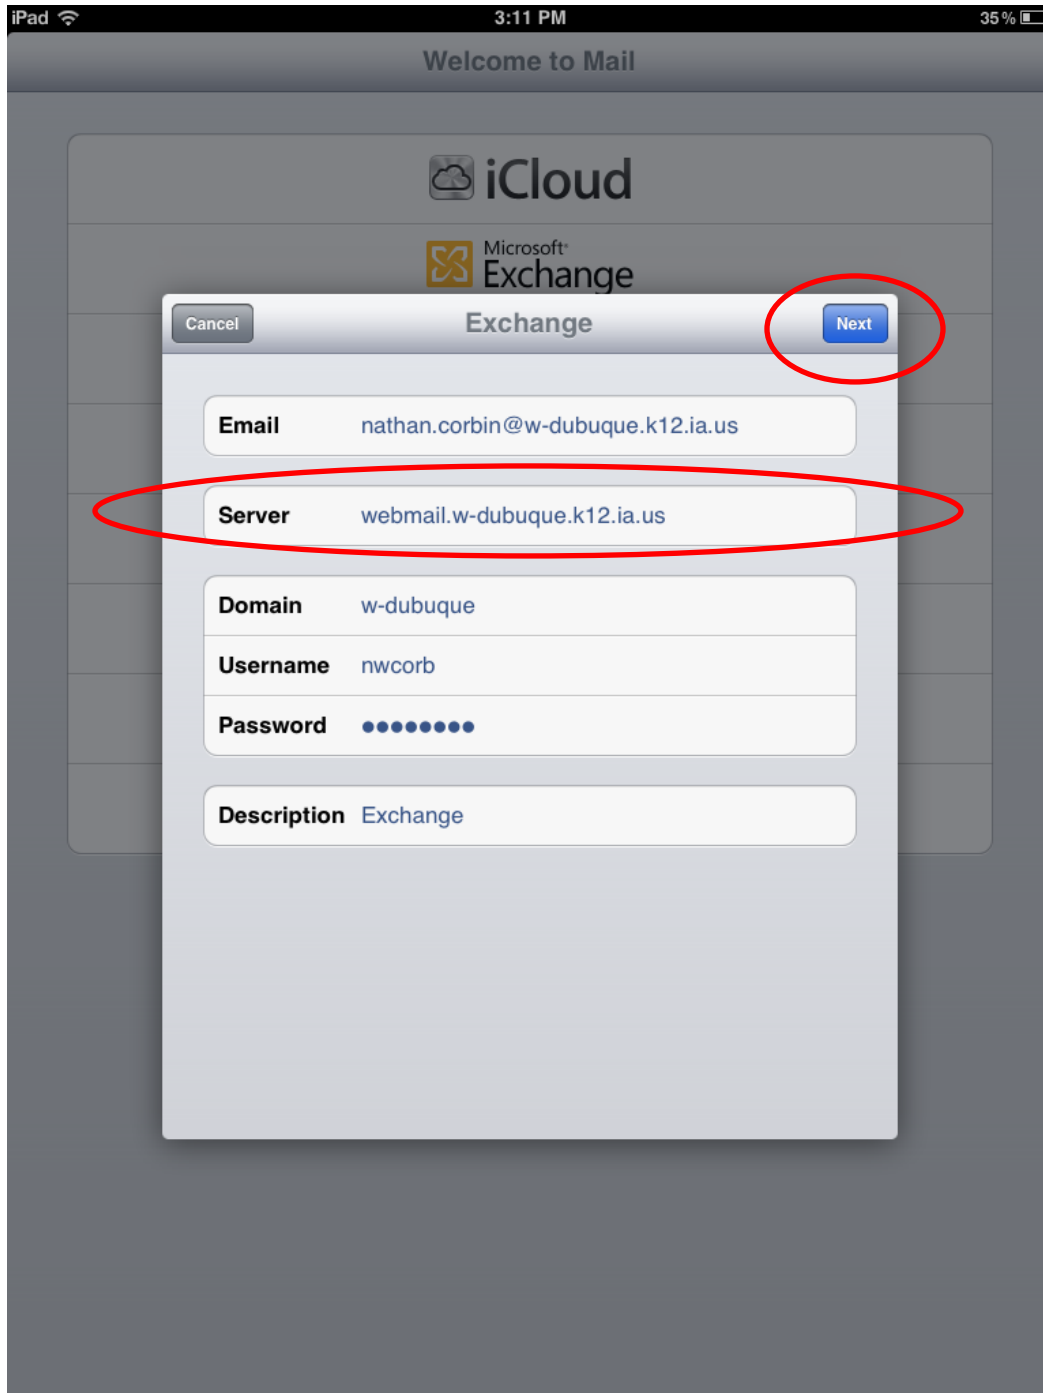 iPad 3:11 PM 35%
Welcome to Mail
iCloud
Microsoft
Exchange
Cancel Exchange Next
Email nathan.corbin@w-dubuque.k12.ia.us
Server webmail.w-dubuque.k12.ia.us
Domain w-dubuque
Username nwcorb
Password ●●●●●●●●
Description Exchange